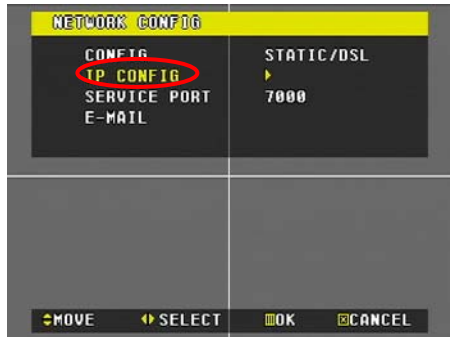 NETWORK CONFIG
CONFIG STATIC/DSL
IP CONFIG
SERVICE PORT 7000
E-MAIL
MOVE SELECT OK CANCEL